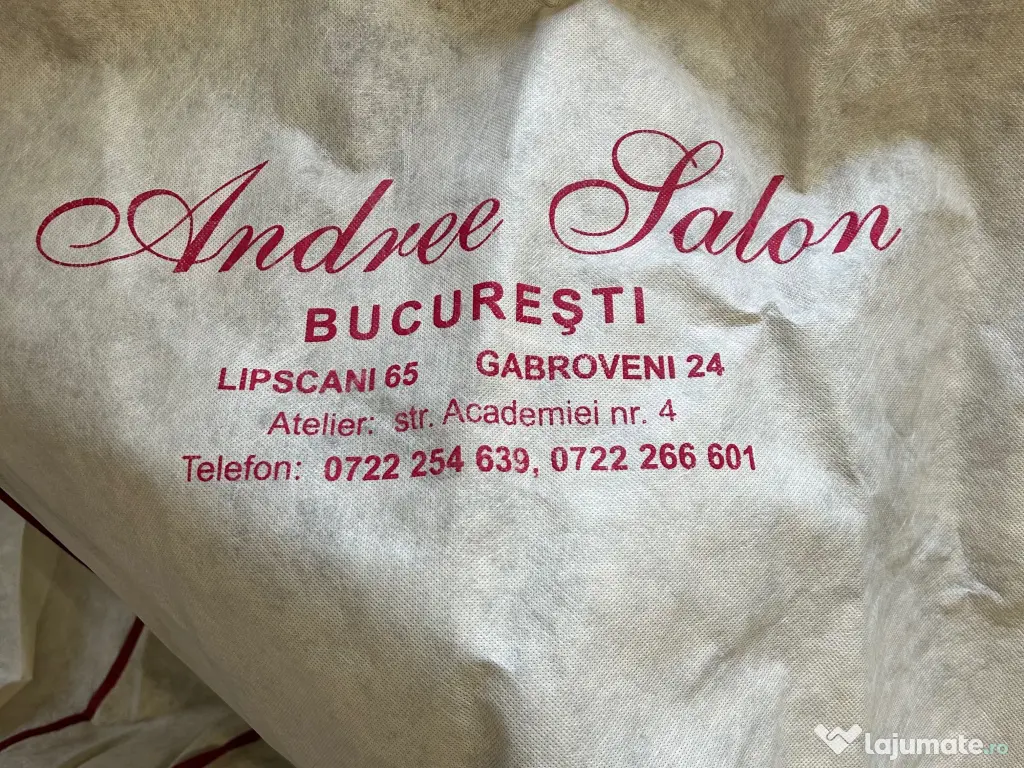 Andree Salon
BUCUREŞTI
LIPSCANI 65 GABROVENI 24
Atelier: str. Academiei nr. 4
Telefon: 0722 254 639, 0722 266 601
lajumate.ro